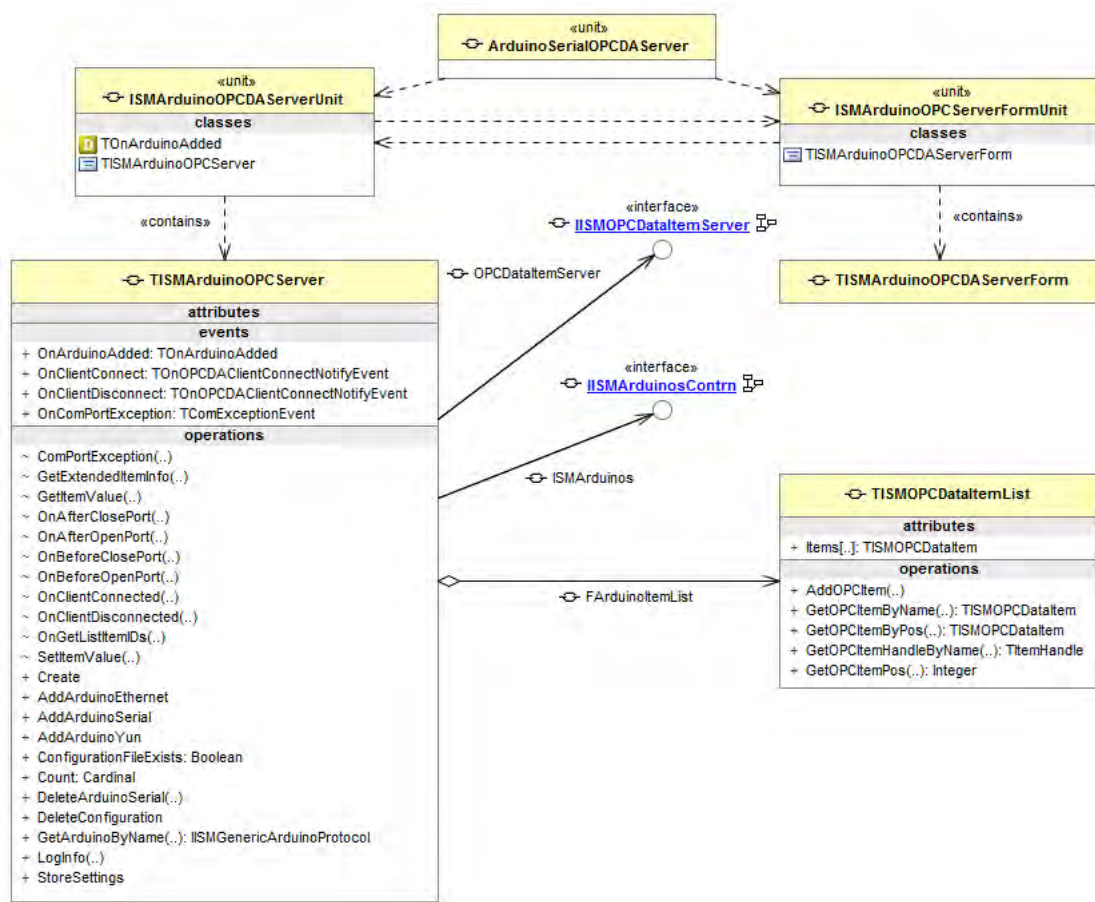 «unit»
ArduinoSerialOPCDAServer
«unit»
ISMArduinoOPCDAServerUnit
classes
TOnArduinoAdded
TISMArduinoOPCServer
«unit»
ISMArduinoOPCServerFormUnit
classes
TISMArduinoOPCDAServerForm
«contains»
«contains»
«interface»
IISMOPCDataItemServer
OPCDataItemServer
TISMArduinoOPCServer
attributes
events
+ OnArduinoAdded: TOnArduinoAdded
+ OnClientConnect: TOnOPCDAClientConnectNotifyEvent
+ OnClientDisconnect: TOnOPCDAClientConnectNotifyEvent
+ OnComPortException: TComExceptionEvent
operations
~ ComPortException(..)
~ GetExtendedItemInfo(..)
~ GetItemValue(..)
~ OnAfterClosePort(..)
~ OnAfterOpenPort(..)
~ OnBeforeClosePort(..)
~ OnBeforeOpenPort(..)
~ OnClientConnected(..)
~ OnClientDisconnected(..)
~ OnGetListItemIDs(..)
~ SetItemValue(..)
+ Create
+ AddArduinoEthernet
+ AddArduinoSerial
+ AddArduinoYun
+ ConfigurationFileExists: Boolean
+ Count: Cardinal
+ DeleteArduinoSerial(..)
+ DeleteConfiguration
+ GetArduinoByName(..): IISMGenericArduinoProtocol
+ LogInfo(..)
+ StoreSettings
TISMArduinoOPCDAServerForm
«interface»
IISMArduinosContrn
ISMArduinos
FArduinoItemList
TISMOPCDataItemList
attributes
+ Items[..]: TISMOPCDataItem
operations
+ AddOPCItem(..)
+ GetOPCItemByName(..): TISMOPCDataItem
+ GetOPCItemByPos(..): TISMOPCDataItem
+ GetOPCItemHandleByName(..): TItemHandle
+ GetOPCItemPos(..): Integer